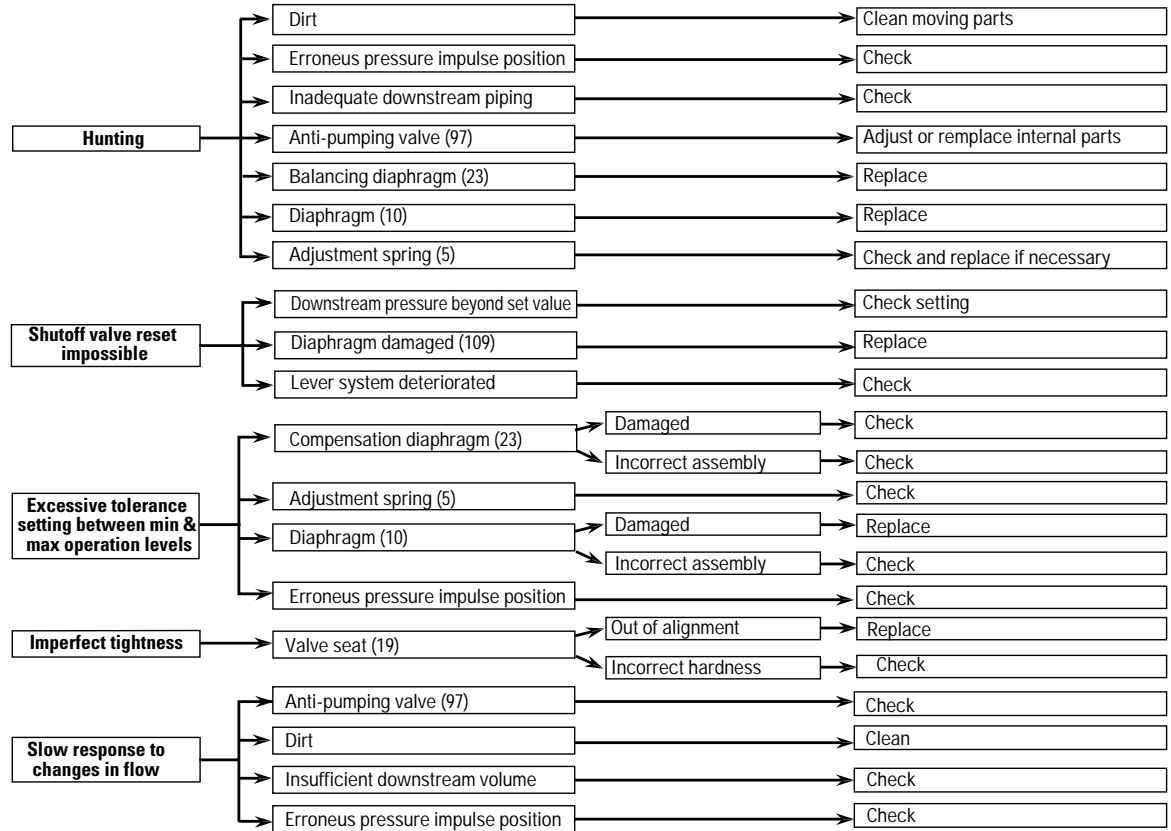 Hunting
Dirt
Clean moving parts
Erroneus pressure impulse position
Check
Inadequate downstream piping
Check
Anti-pumping valve (97)
Adjust or remplace internal parts
Balancing diaphragm (23)
Replace
Diaphragm (10)
Replace
Adjustment spring (5)
Check and replace if necessary
Shutoff valve reset
impossible
Downstream pressure beyond set value
Check setting
Diaphragm damaged (109)
Replace
Lever system deteriorated
Check
Excessive tolerance
setting between min &
max operation levels
Compensation diaphragm (23)
Damaged
Check
Incorrect assembly
Check
Adjustment spring (5)
Check
Diaphragm (10)
Damaged
Replace
Incorrect assembly
Check
Erroneus pressure impulse position
Check
Imperfect tightness
Valve seat (19)
Out of alignment
Replace
Incorrect hardness
Check
Slow response to
changes in flow
Anti-pumping valve (97)
Check
Dirt
Clean
Insufficient downstream volume
Check
Erroneus pressure impulse position
Check